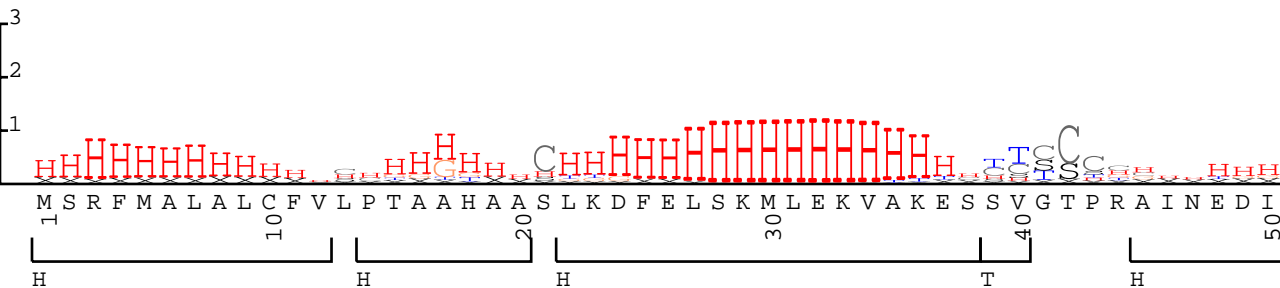 3
2
1
H H H H H H H H H H H H H H H C H H H H H H H H H H H H H H H H H H T T C C C H H H
G S S
M S R F M A L A L C F V L P T A A H A A S L K D F E L S K M L E K V A K E S S V G T P R A I N E D I
1 10 20 30 40 50
H H H T H